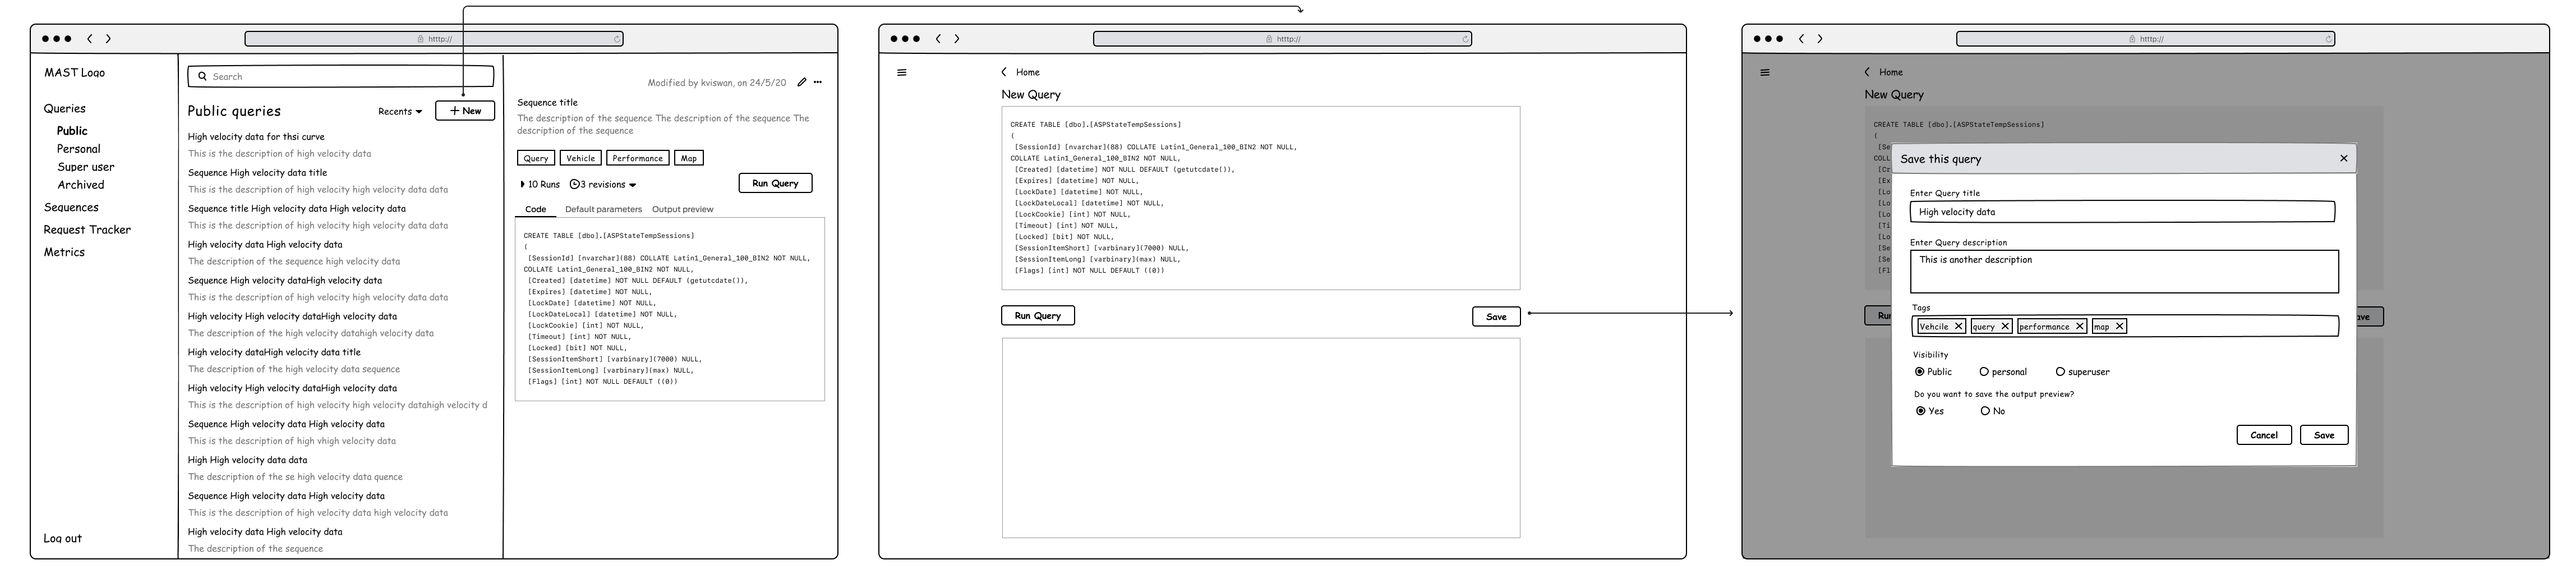 htttp://
MAST Logo
Queries
Public
Personal
Super user
Archived
Sequences
Request Tracker
Metrics
Log out
Search
Public queries
Recents
+ New
High velocity data for thsi curve
This is the description of high velocity data
Sequence High velocity data title
This is the description of high velocity high velocity data data
Sequence title High velocity data High velocity data
This is the description of high velocity high velocity data data
High velocity data High velocity data
The description of the sequence high velocity data
Sequence High velocity dataHigh velocity data
This is the description of high velocity high velocity data data
High velocity High velocity dataHigh velocity data
The description of the high velocity datahigh velocity data
High velocity dataHigh velocity data title
The description of the high velocity data sequence
High velocity High velocity dataHigh velocity data
This is the description of high velocity high velocity datahigh velocity d
Sequence High velocity data High velocity data
This is the description of high vhigh velocity data
High High velocity data data
The description of the se high velocity data quence
Sequence High velocity data High velocity data
This is the description of high velocity data high velocity data
High velocity data High velocity data
The description of the sequence
Modified by kviswan, on 24/5/20
Sequence title
The description of the sequence The description of the sequence The
description of the sequence
Query Vehicle Performance Map
10 Runs 3 revisions
Run Query
Code Default parameters Output preview
CREATE TABLE [dbo].[ASPStateTempSessions]
(
[SessionId] [nvarchar](88) COLLATE Latin1_General_100_BIN2 NOT NULL,
COLLATE Latin1_General_100_BIN2 NOT NULL,
[Created] [datetime] NOT NULL DEFAULT (getutcdate()),
[Expires] [datetime] NOT NULL,
[LockDate] [datetime] NOT NULL,
[LockDateLocal] [datetime] NOT NULL,
[LockCookie] [int] NOT NULL,
[Timeout] [int] NOT NULL,
[Locked] [bit] NOT NULL,
[SessionItemShort] [varbinary](7000) NULL,
[SessionItemLong] [varbinary](max) NULL,
[Flags] [int] NOT NULL DEFAULT ((0))
htttp://
Home
New Query
CREATE TABLE [dbo].[ASPStateTempSessions]
(
[SessionId] [nvarchar](88) COLLATE Latin1_General_100_BIN2 NOT NULL,
COLLATE Latin1_General_100_BIN2 NOT NULL,
[Created] [datetime] NOT NULL DEFAULT (getutcdate()),
[Expires] [datetime] NOT NULL,
[LockDate] [datetime] NOT NULL,
[LockDateLocal] [datetime] NOT NULL,
[LockCookie] [int] NOT NULL,
[Timeout] [int] NOT NULL,
[Locked] [bit] NOT NULL,
[SessionItemShort] [varbinary](7000) NULL,
[SessionItemLong] [varbinary](max) NULL,
[Flags] [int] NOT NULL DEFAULT ((0))
Run Query
Save
htttp://
Home
New Query
CREATE TABLE [dbo].[ASPStateTempSessions]
(
[Se
COLL
[Cr
[Ex
[Lo
[Lo
[Lo
[Ti
[Lo
[Se
[Se
[Fl
Run
ave
Save this query
Enter Query title
High velocity data
Enter Query description
This is another description
Tags
Vehcile query performance map
Visibility
Public personal superuser
Do you want to save the output preview?
Yes No
Cancel Save